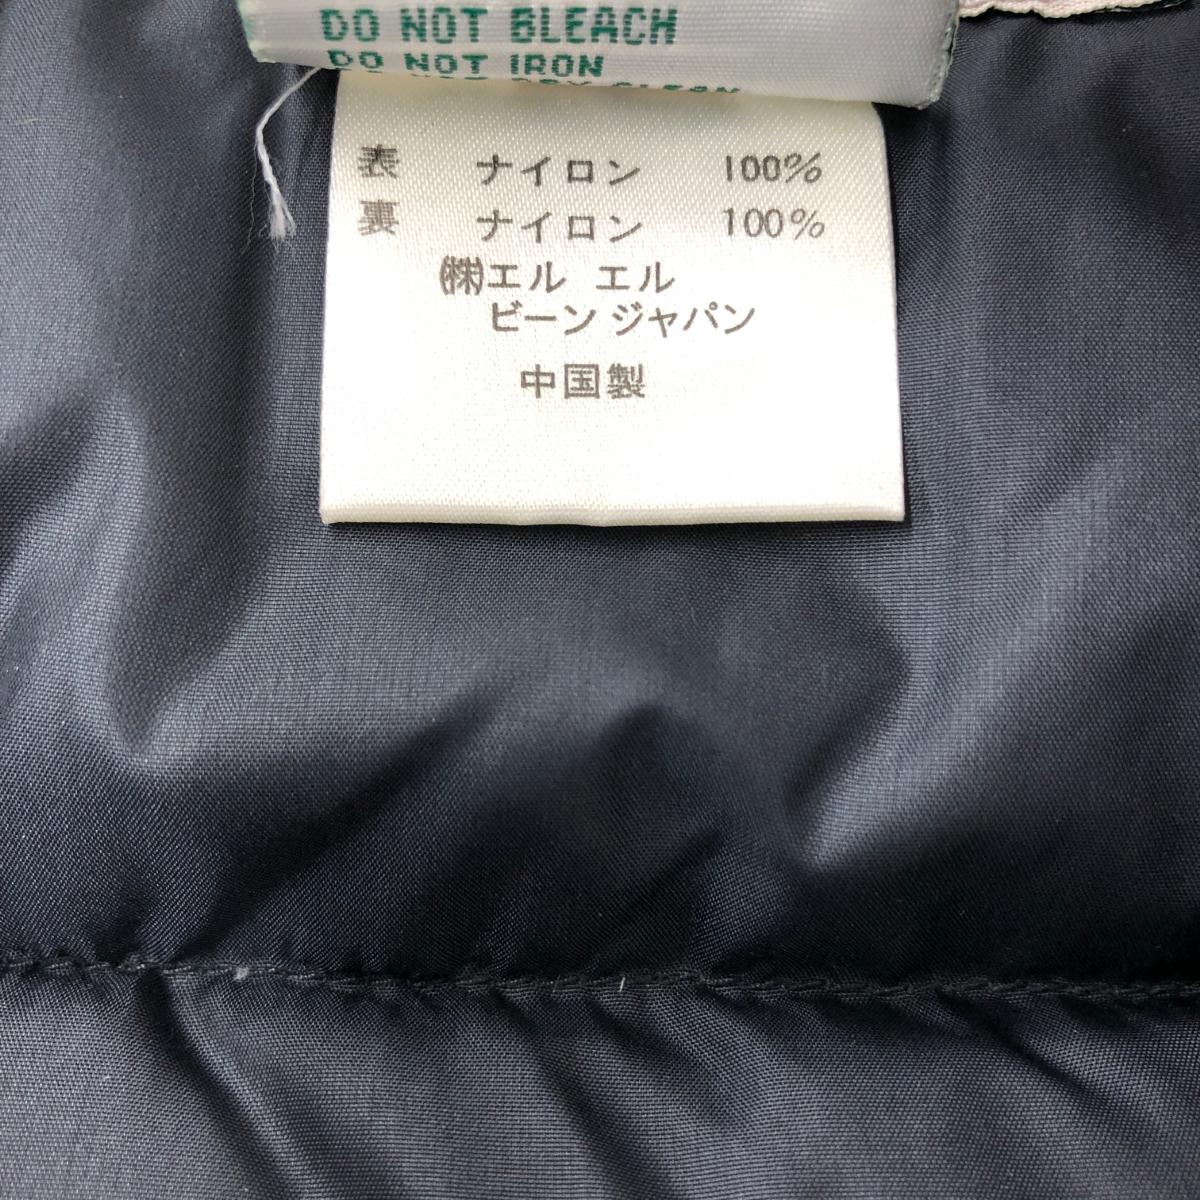 DO NOT BLEACH
DO NOT IRON
表 ナイロン 100%
裏 ナイロン 100%
㈱エル エル
ビーン ジャパン
中国製